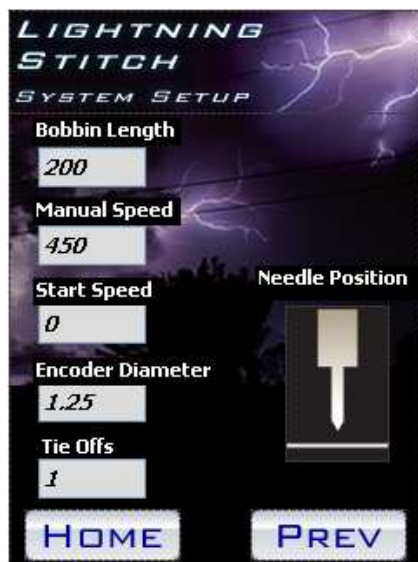 LIGHTNING
STITCH
SYSTEM SETUP
Bobbin Length
200
Manual Speed
450
Start Speed
0
Needle Position
Encoder Diameter
1.25
Tie Offs
1
HOME
PREV